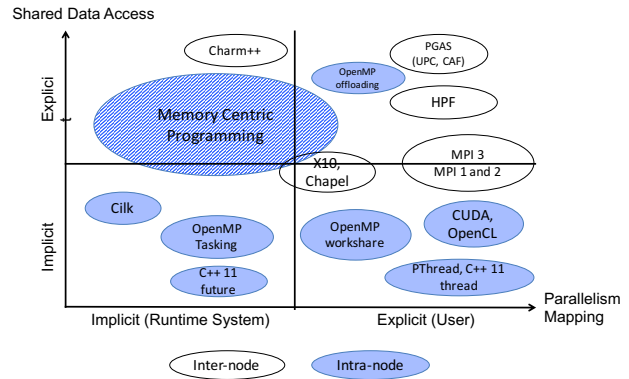 Shared Data Access
Charm++
PGAS
(UPC, CAF)
OpenMP
offloading
HPF
Explici
t
Memory Centric
Programming
X10,
Chapel
MPI 3
MPI 1 and 2
Implicit
Cilk
OpenMP
Tasking
OpenMP
workshare
CUDA,
OpenCL
C++ 11
future
PThread, C++ 11
thread
Implicit (Runtime System)
Explicit (User)
Parallelism
Mapping
Inter-node
Intra-node